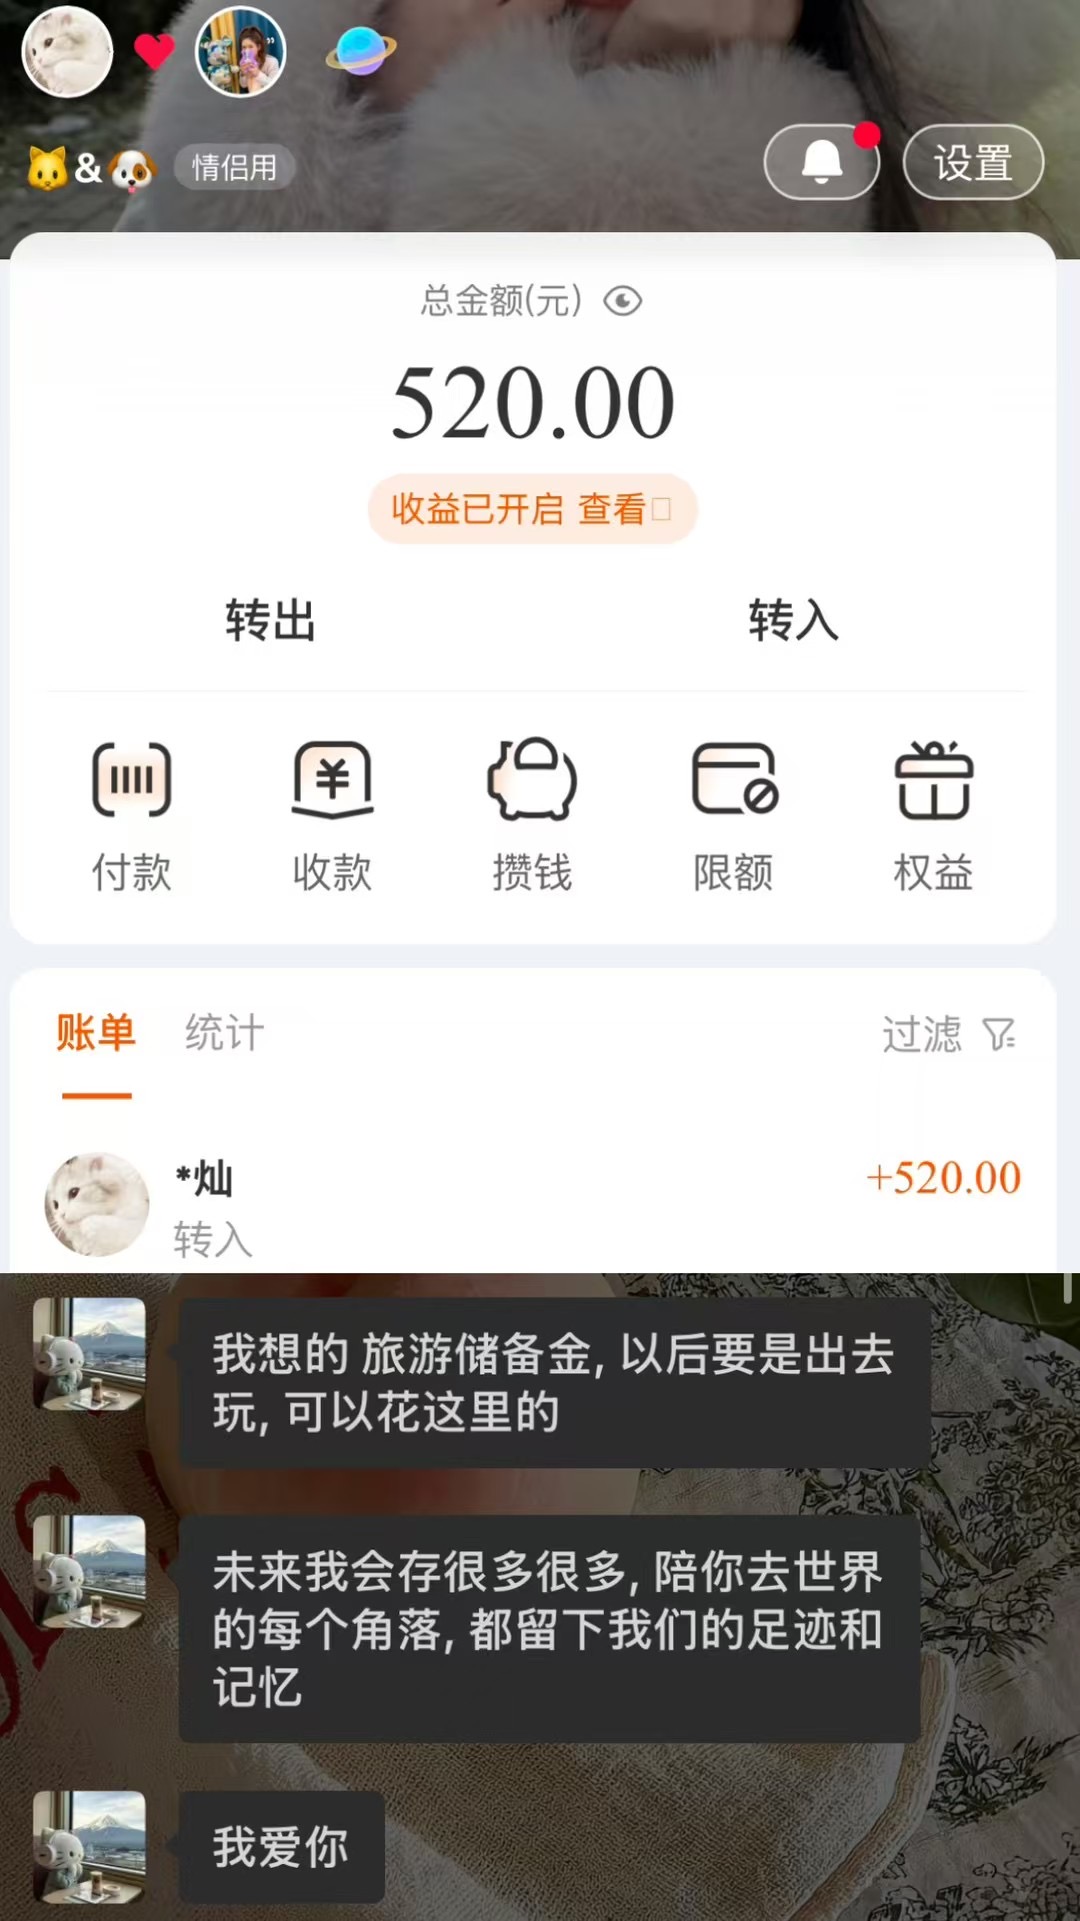 🐱&🐶 情侣用
设置
总金额(元)
520.00
收益已开启 查看
转出 转入
付款 收款 攒钱 限额 权益
账单 统计 过滤
*灿 +520.00
转入
我想的 旅游储备金, 以后要是出去
玩, 可以花这里的
未来我会存很多很多, 陪你去世界
的每个角落, 都留下我们的足迹和
记忆
我爱你